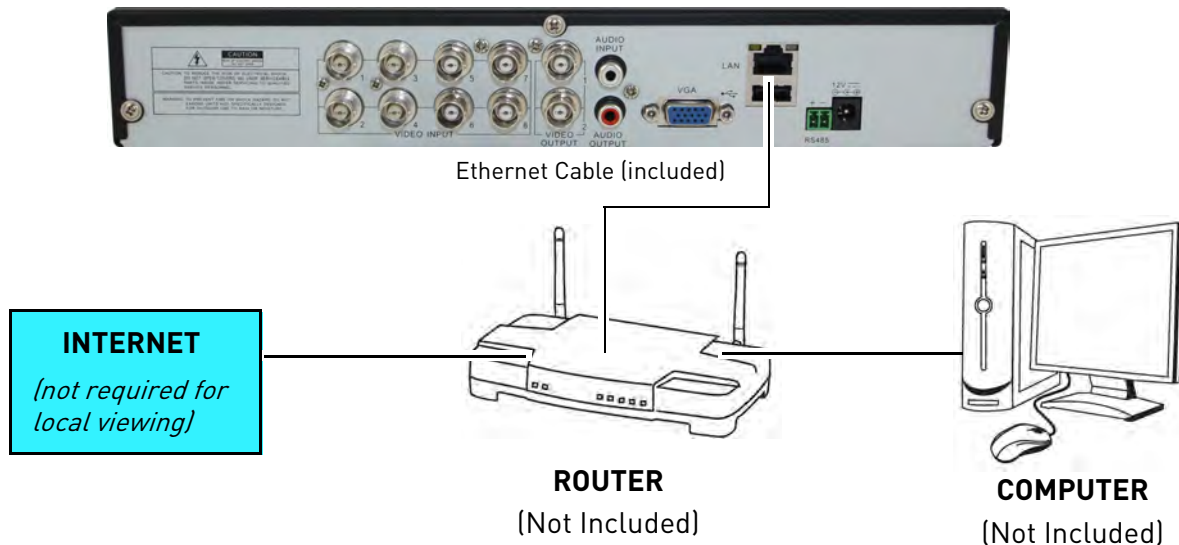 CAUTION
AUDIO
INPUT
LAN
VGA
12V
1
3
5
7
1
2
4
6
8
2
VIDEO INPUT
VIDEO
OUTPUT
AUDIO
OUTPUT
+ -
RS485
Ethernet Cable (included)
INTERNET
(not required for
local viewing)
ROUTER
(Not Included)
COMPUTER
(Not Included)